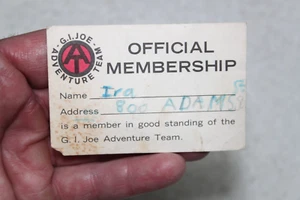 G.I. JOE
ADVENTURE TEAM
AT
OFFICIAL
MEMBERSHIP
Name Ira
Address 800 ADAMS
is a member in good standing of the
G. I. Joe Adventure Team.